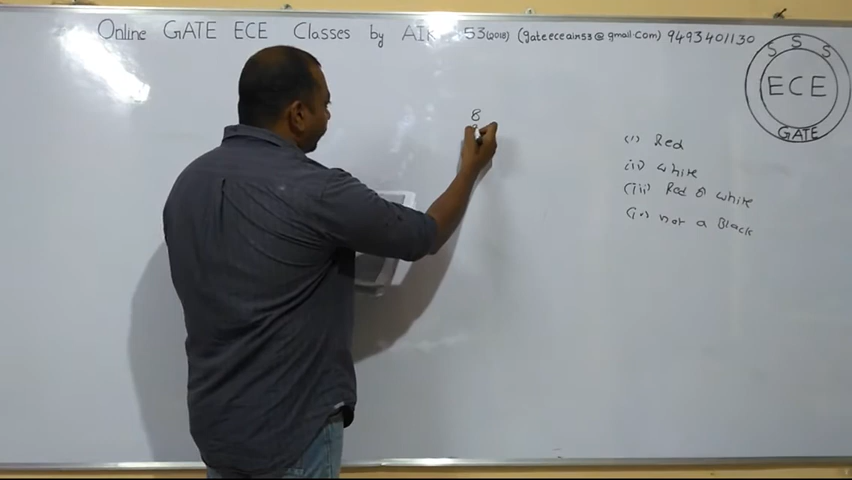 Online GATE ECE Classes by AIR 53(2018) (gateeceair53@gmail.com) 9493401130
SSS
ECE
GATE
8
(i) Red
(ii) white
(iii) Red & white
(iv) not a Black